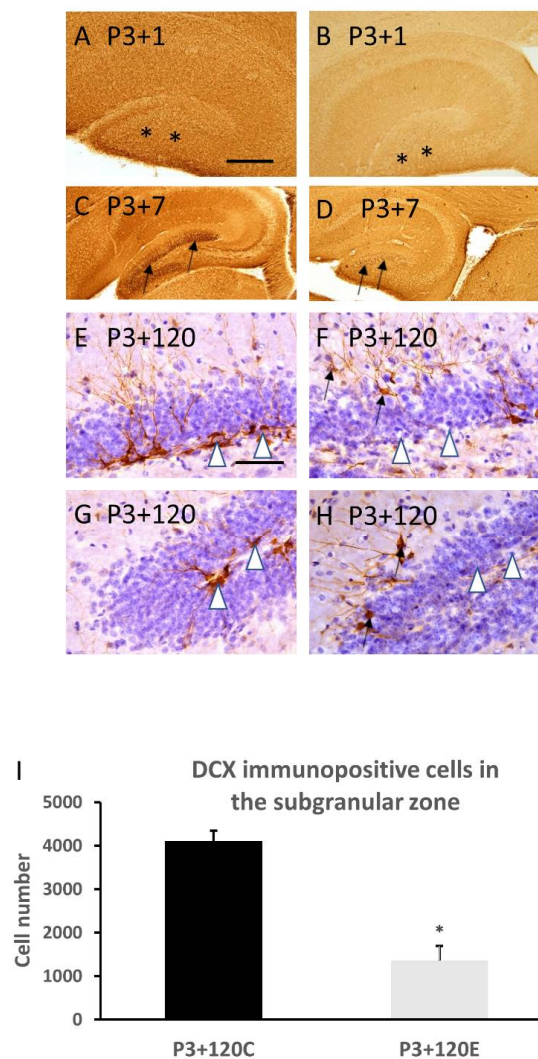 A P3+1
B P3+1
* *
* *
C P3+7
D P3+7
E P3+120
F P3+120
G P3+120
H P3+120
I
DCX immunopositive cells in
the subgranular zone
5000
4000
3000
2000
1000
0
Cell number
*
P3+120C
P3+120E